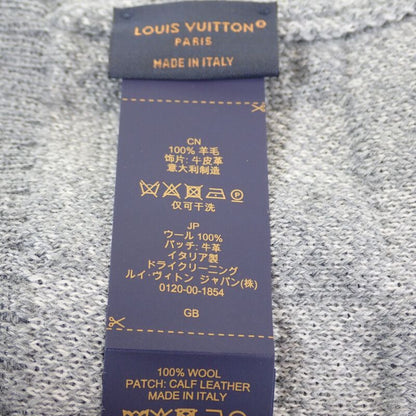 LOUIS VUITTON®
PARIS
MADE IN ITALY
CN
100% 羊毛
饰片: 牛皮革
意大利制造
仅可干洗
JP
ウール 100%
パッチ: 牛革
イタリア製
ドライクリーニング
ルイ・ヴィトン ジャパン(株)
0120-00-1854
GB
100% WOOL
PATCH: CALF LEATHER
MADE IN ITALY